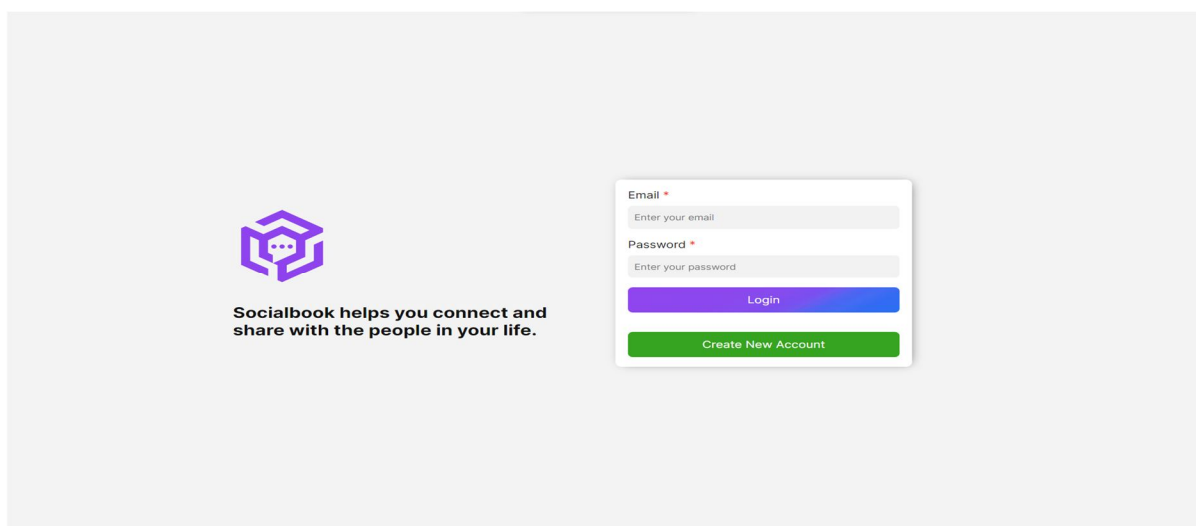 Socialbook helps you connect and
share with the people in your life.
Email *
Enter your email
Password *
Enter your password
Login
Create New Account